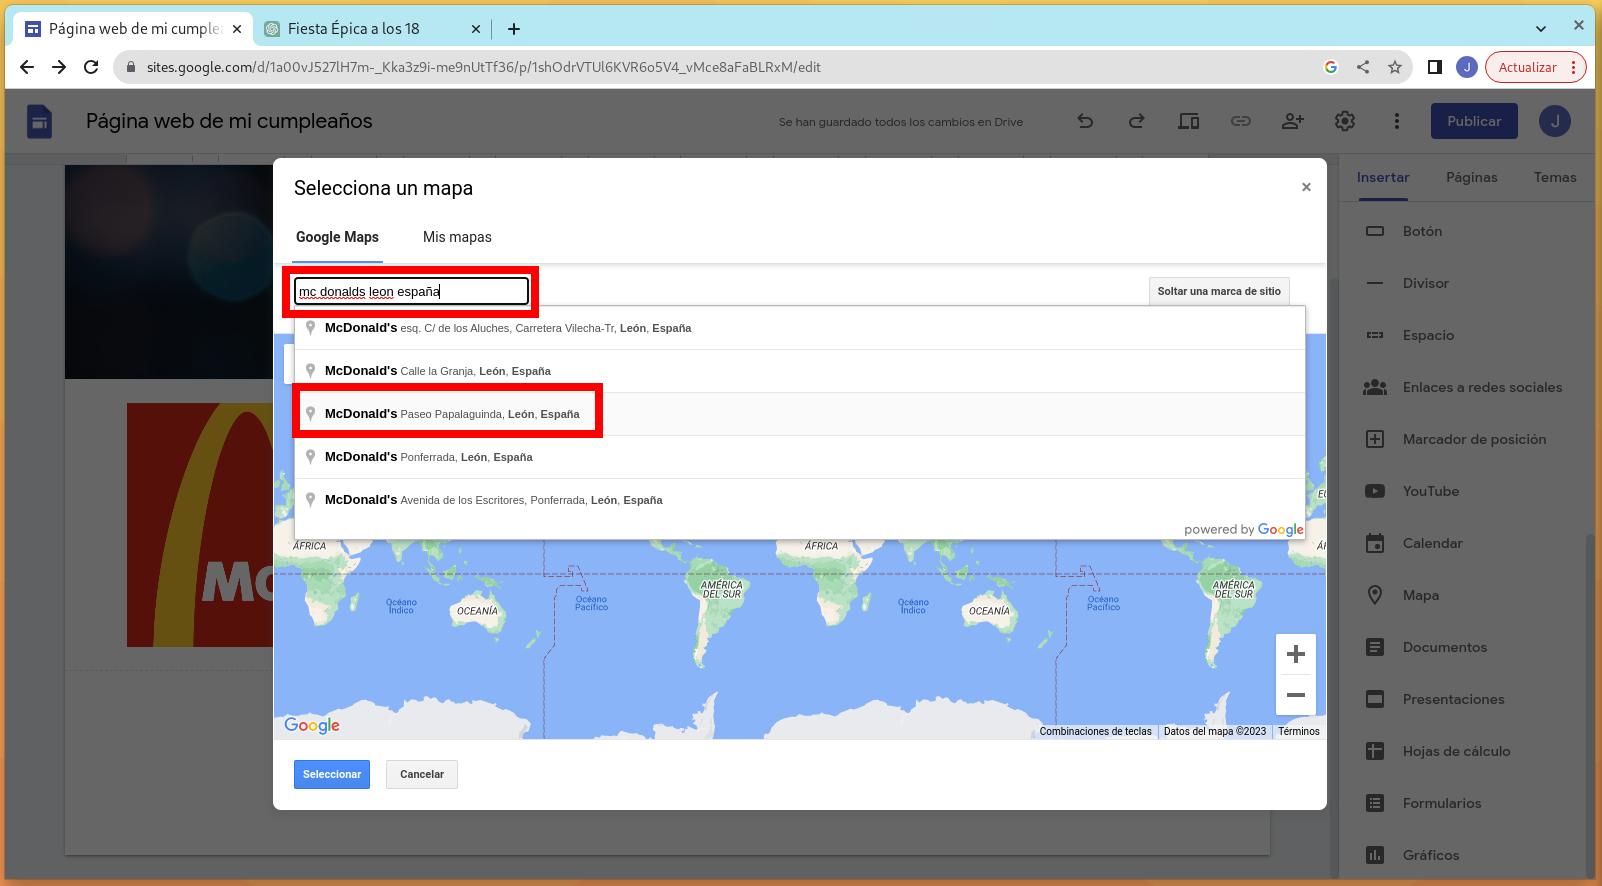 Página web de mi cumplea
Fiesta Épica a los 18
sites.google.com/d/1a00vJ527lH7m-_Kka3z9i-me9nUtTf36/p/1shOdrVTUl6KVR6o5V4_vMce8aFaBLRxM/edit
J
Actualizar
Página web de mi cumpleaños
Se han guardado todos los cambios en Drive
Publicar
J
Insertar
Páginas
Temas
Selecciona un mapa
Google Maps
Mis mapas
mc donalds leon españa
Soltar una marca de sitio
McDonald's esq. C/ de los Aluches, Carretera Vilecha-Tr, León, España
McDonald's Calle la Granja, León, España
McDonald's Paseo Papalaguinda, León, España
McDonald's Ponferrada, León, España
McDonald's Avenida de los Escritores, Ponferrada, León, España
powered by Google
ÁFRICA
Océano
Índico
OCEANÍA
Océano
Pacífico
AMÉRICA
DEL SUR
ÁFRICA
Océano
Índico
OCEANÍA
Océano
Pacífico
AMÉRICA
DEL SUR
Google
Combinaciones de teclas
Datos del mapa ©2023
Términos
Seleccionar
Cancelar
Mc
Botón
Divisor
Espacio
Enlaces a redes sociales
Marcador de posición
YouTube
Calendar
Mapa
Documentos
Presentaciones
Hojas de cálculo
Formularios
Gráficos